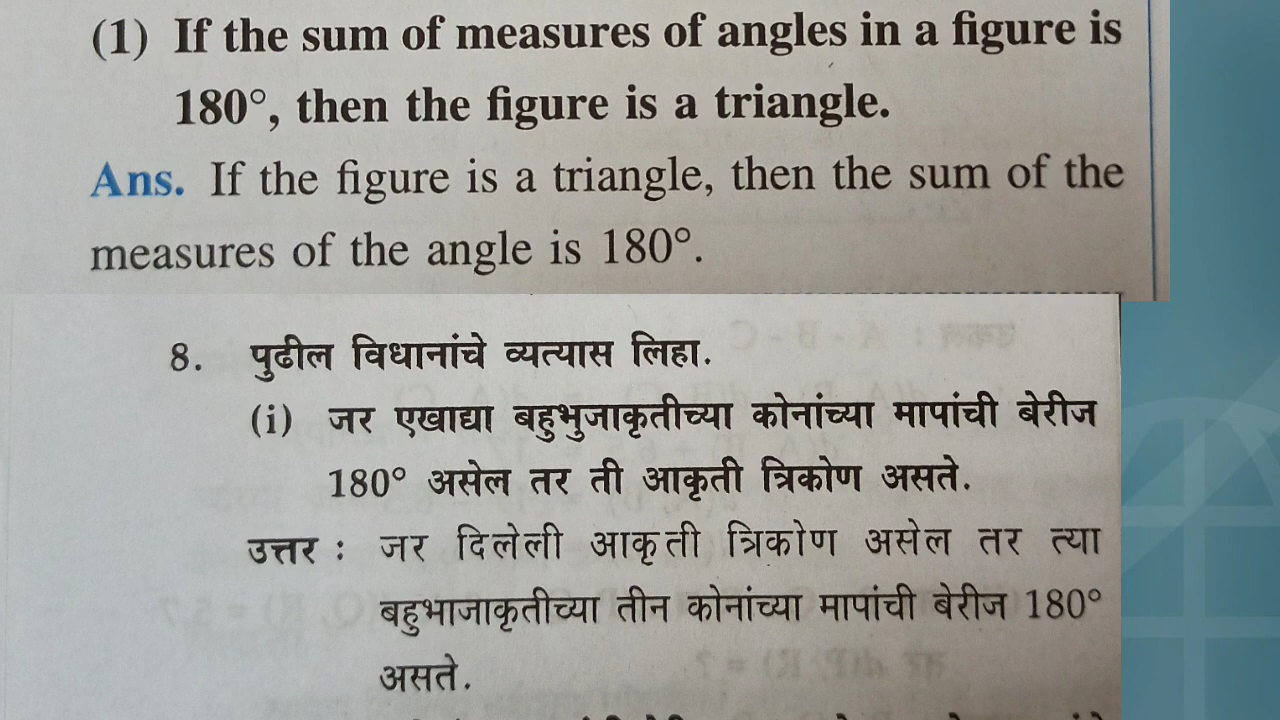 (1) If the sum of measures of angles in a figure is
180°, then the figure is a triangle.
Ans. If the figure is a triangle, then the sum of the
measures of the angle is 180°.
8. पुढील विधानांचे व्यत्यास लिहा.
(i) जर एखाद्या बहुभुजाकृतीच्या कोनांच्या मापांची बेरीज
180° असेल तर ती आकृती त्रिकोण असते.
उत्तर : जर दिलेली आकृती त्रिकोण असेल तर त्या
बहुभाजाकृतीच्या तीन कोनांच्या मापांची बेरीज 180°
असते.